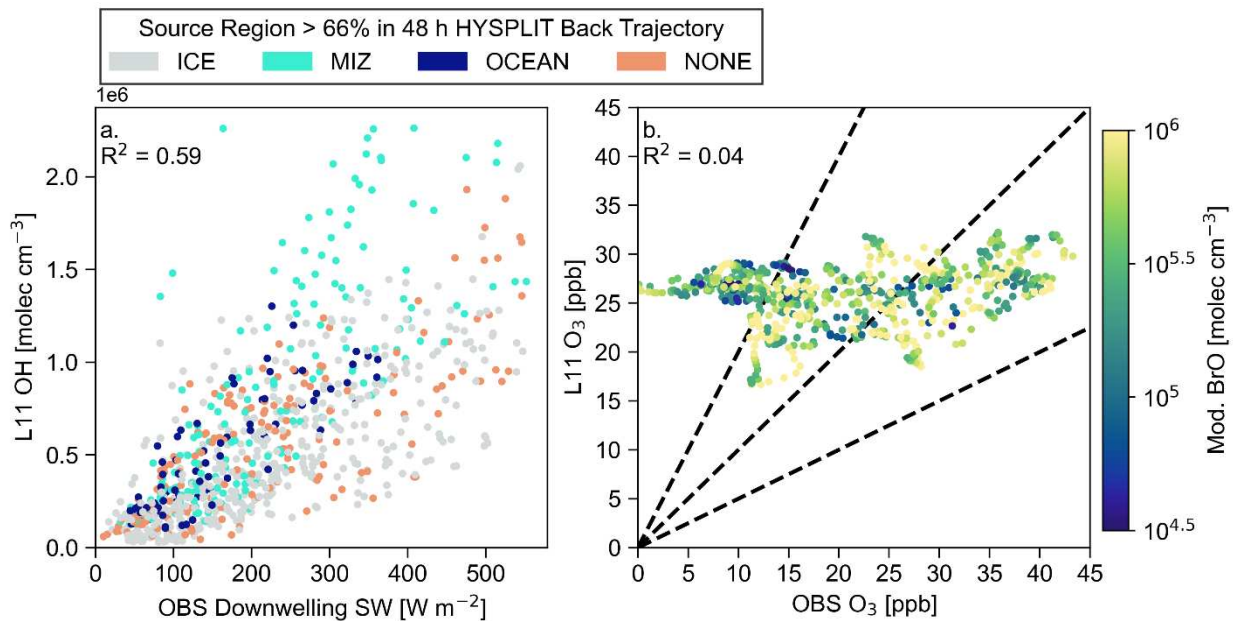 Source Region > 66% in 48 h HYSPLIT Back Trajectory
ICE MIZ OCEAN NONE
1e6
a.
R² = 0.59
2.0
1.5
1.0
0.5
0.0
L11 OH [molec cm⁻³]
0 100 200 300 400 500
OBS Downwelling SW [W m⁻²]
b.
R² = 0.04
45
40
35
30
25
20
15
10
5
0
L11 O₃ [ppb]
0 5 10 15 20 25 30 35 40 45
OBS O₃ [ppb]
10⁶
10⁵·⁵
10⁵
10⁴·⁵
Mod. BrO [molec cm⁻³]